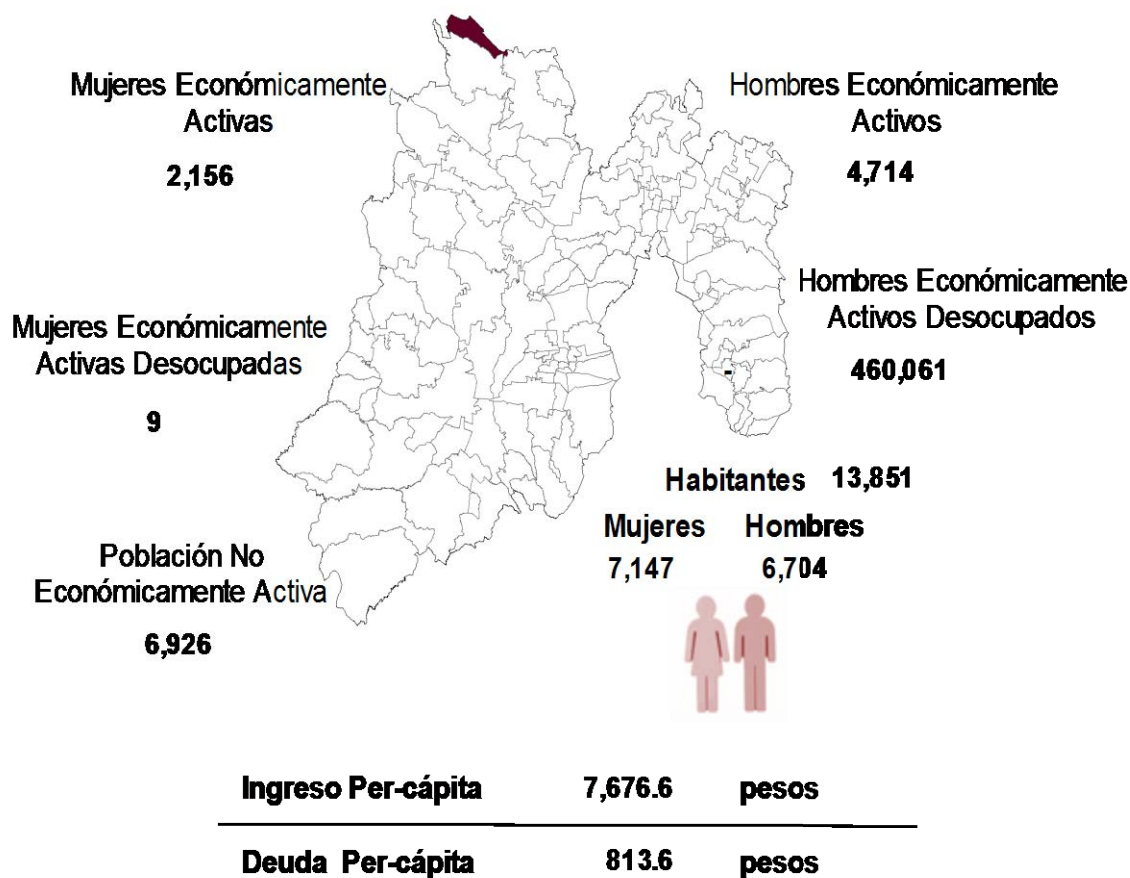 Mujeres Económicamente
Activas
2,156
Hombres Económicamente
Activos
4,714
Mujeres Económicamente
Activas Desocupadas
9
Hombres Económicamente
Activos Desocupados
460,061
Población No
Económicamente Activa
6,926
Habitantes 13,851
Mujeres Hombres
7,147 6,704
Ingreso Per-cápita 7,676.6 pesos
Deuda Per-cápita 813.6 pesos